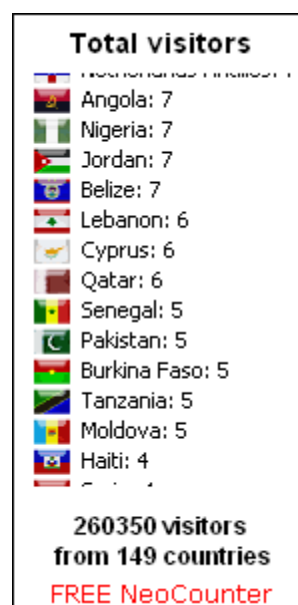 Total visitors
Angola: 7
Nigeria: 7
Jordan: 7
Belize: 7
Lebanon: 6
Cyprus: 6
Qatar: 6
Senegal: 5
Pakistan: 5
Burkina Faso: 5
Tanzania: 5
Moldova: 5
Haiti: 4
260350 visitors
from 149 countries
FREE NeoCounter